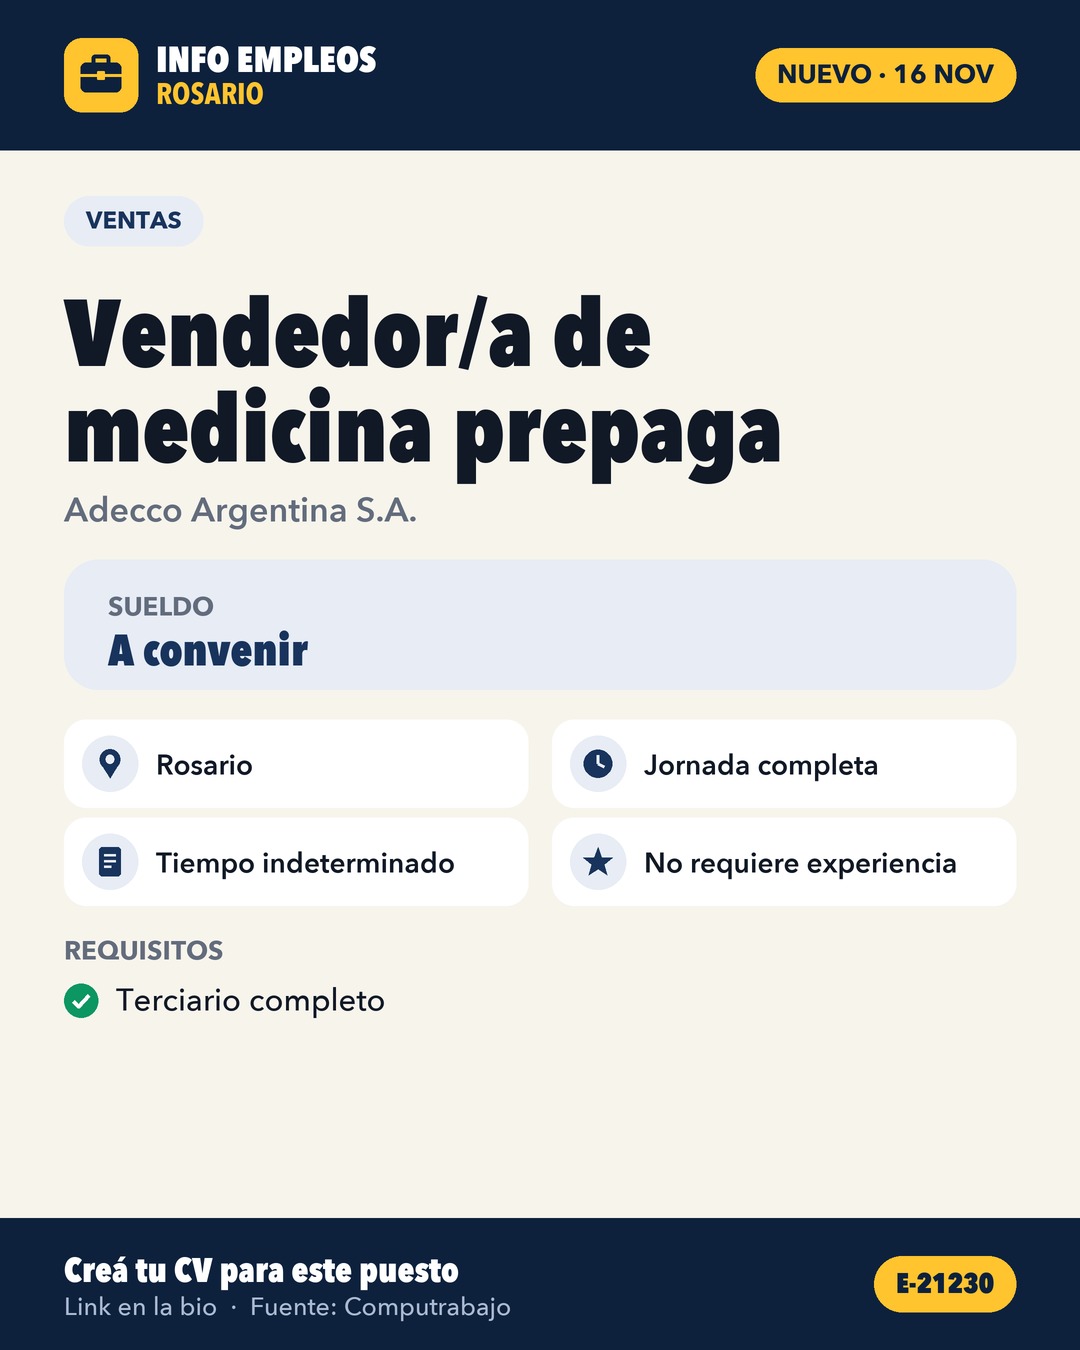 INFO EMPLEOS
ROSARIO
NUEVO · 16 NOV
VENTAS
Vendedor/a de
medicina prepaga
Adecco Argentina S.A.
SUELDO
A convenir
Rosario
Jornada completa
Tiempo indeterminado
No requiere experiencia
REQUISITOS
Terciario completo
Creá tu CV para este puesto
Link en la bio · Fuente: Computrabajo
E-21230